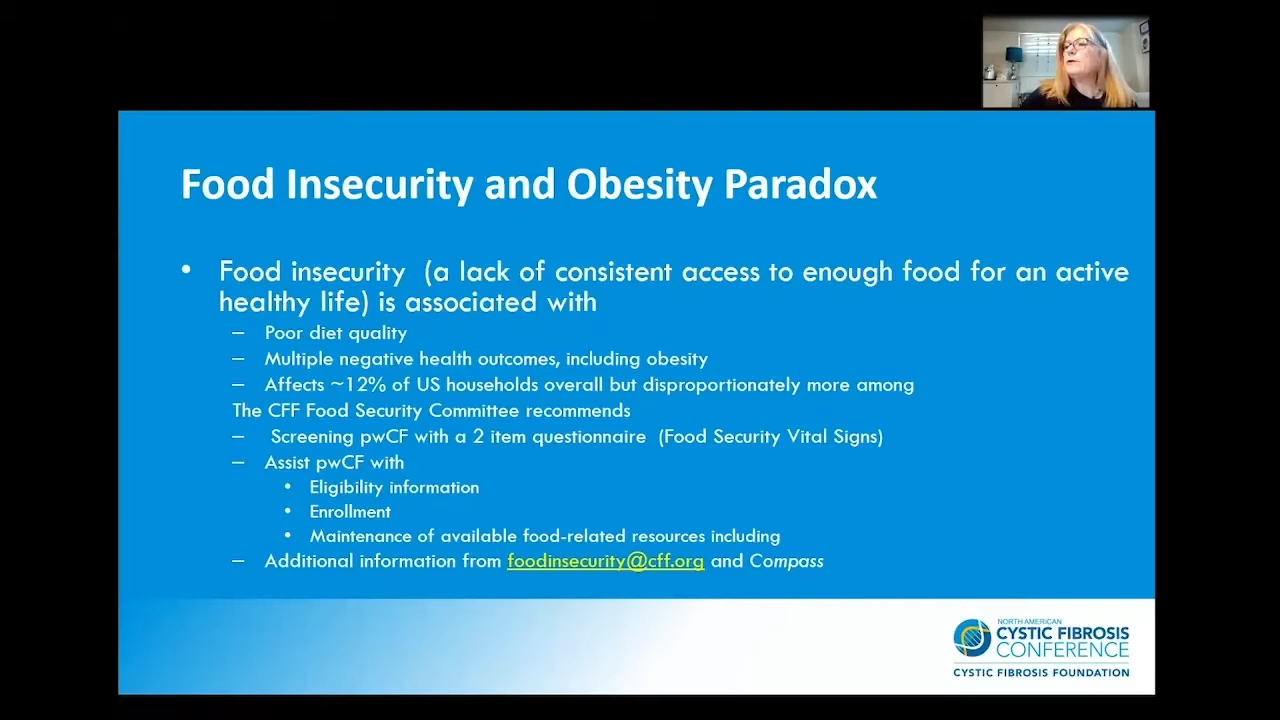 Food Insecurity and Obesity Paradox
• Food insecurity (a lack of consistent access to enough food for an active
healthy life) is associated with
– Poor diet quality
– Multiple negative health outcomes, including obesity
– Affects ~12% of US households overall but disproportionately more among
The CFF Food Security Committee recommends
– Screening pwCF with a 2 item questionnaire (Food Security Vital Signs)
– Assist pwCF with
• Eligibility information
• Enrollment
• Maintenance of available food-related resources including
– Additional information from foodinsecurity@cff.org and Compass
NORTH AMERICAN
CYSTIC FIBROSIS
CONFERENCE
CYSTIC FIBROSIS FOUNDATION